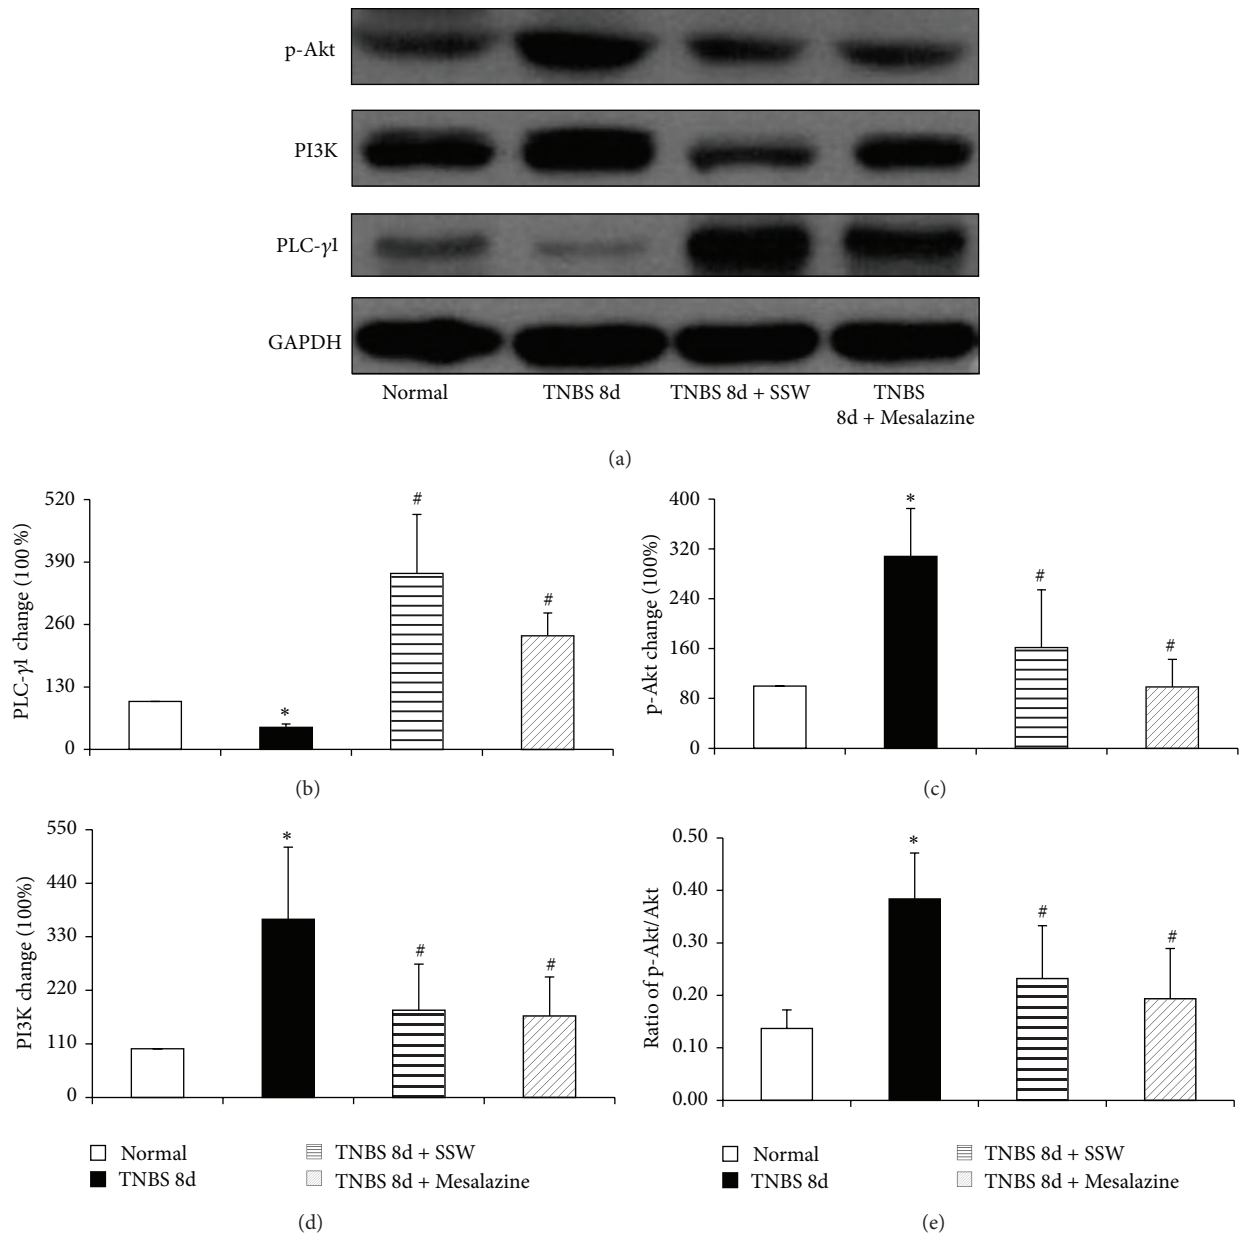 p-Akt
PI3K
PLC-γ1
GAPDH
Normal TNBS 8d TNBS 8d + SSW TNBS
8d + Mesalazine
(a)
PLC-γ1 change (100%)
520
390
260
130
0
*
#
#
(b)
p-Akt change (100%)
400
320
240
160
80
0
*
#
#
(c)
PI3K change (100%)
550
440
330
220
110
0
*
#
#
Normal
TNBS 8d
TNBS 8d + SSW
TNBS 8d + Mesalazine
(d)
Ratio of p-Akt/Akt
0.50
0.40
0.30
0.20
0.10
0.00
*
#
#
Normal
TNBS 8d
TNBS 8d + SSW
TNBS 8d + Mesalazine
(e)